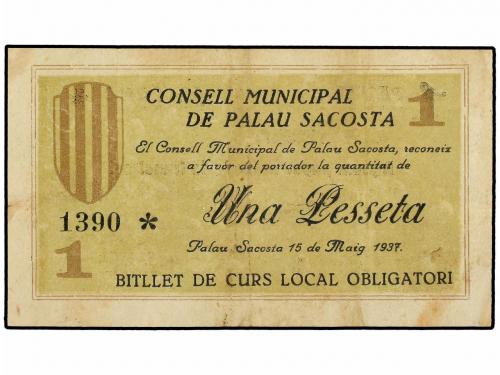 CONSELL MUNICIPAL
DE PALAU SACOSTA
1
El Consell Municipal de Palau Sacosta, reconeix
a favor del portador la quantitat de
Una Pesseta
1390 *
Palau Sacosta 15 de Maig 1937.
1
BITLLET DE CURS LOCAL OBLIGATORI